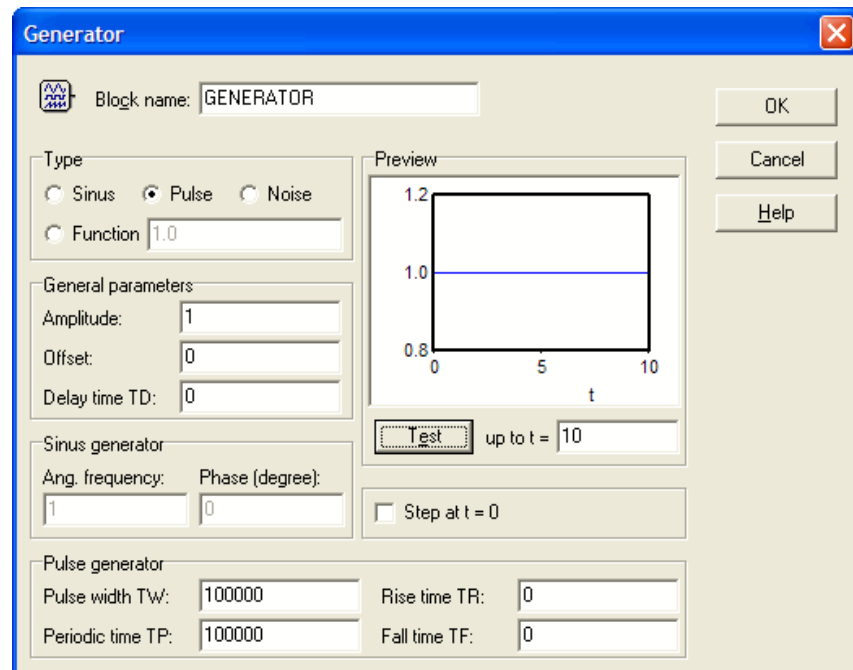 Generator
Block name: GENERATOR
OK
Cancel
Help
Type
Sinus Pulse Noise
Function 1.0
General parameters
Amplitude: 1
Offset: 0
Delay time TD: 0
Preview
1.2
1.0
0.8
0 5 10
t
Test up to t = 10
Sinus generator
Ang. frequency: Phase (degree):
1 0
Step at t = 0
Pulse generator
Pulse width TW: 100000 Rise time TR: 0
Periodic time TP: 100000 Fall time TF: 0